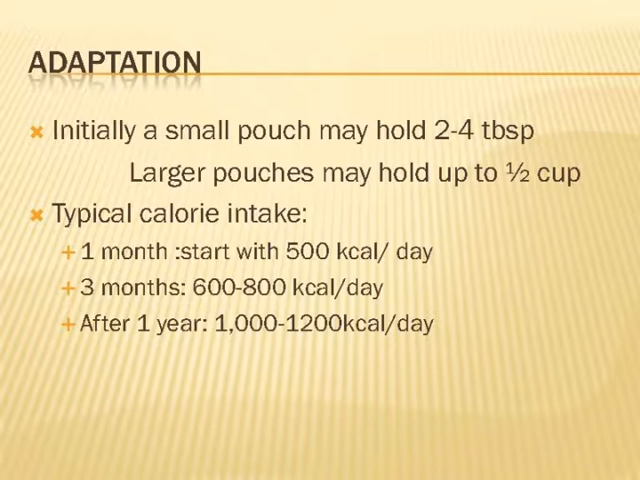 ADAPTATION
Initially a small pouch may hold 2-4 tbsp
Larger pouches may hold up to ½ cup
Typical calorie intake:
1 month :start with 500 kcal/ day
3 months: 600-800 kcal/day
After 1 year: 1,000-1200kcal/day